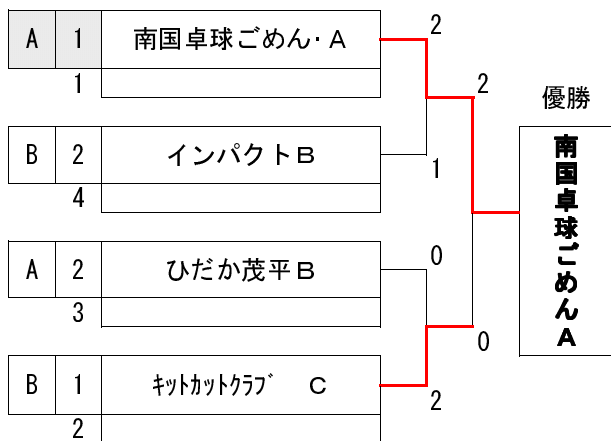 A 1 南国卓球ごめん・A 2
1
2
優勝
B 2 インパクトB 1
4
南国卓球ごめんA
A 2 ひだか茂平B 0
3
0
B 1 ｷｯﾄｶｯﾄｸﾗﾌﾞ C 2
2